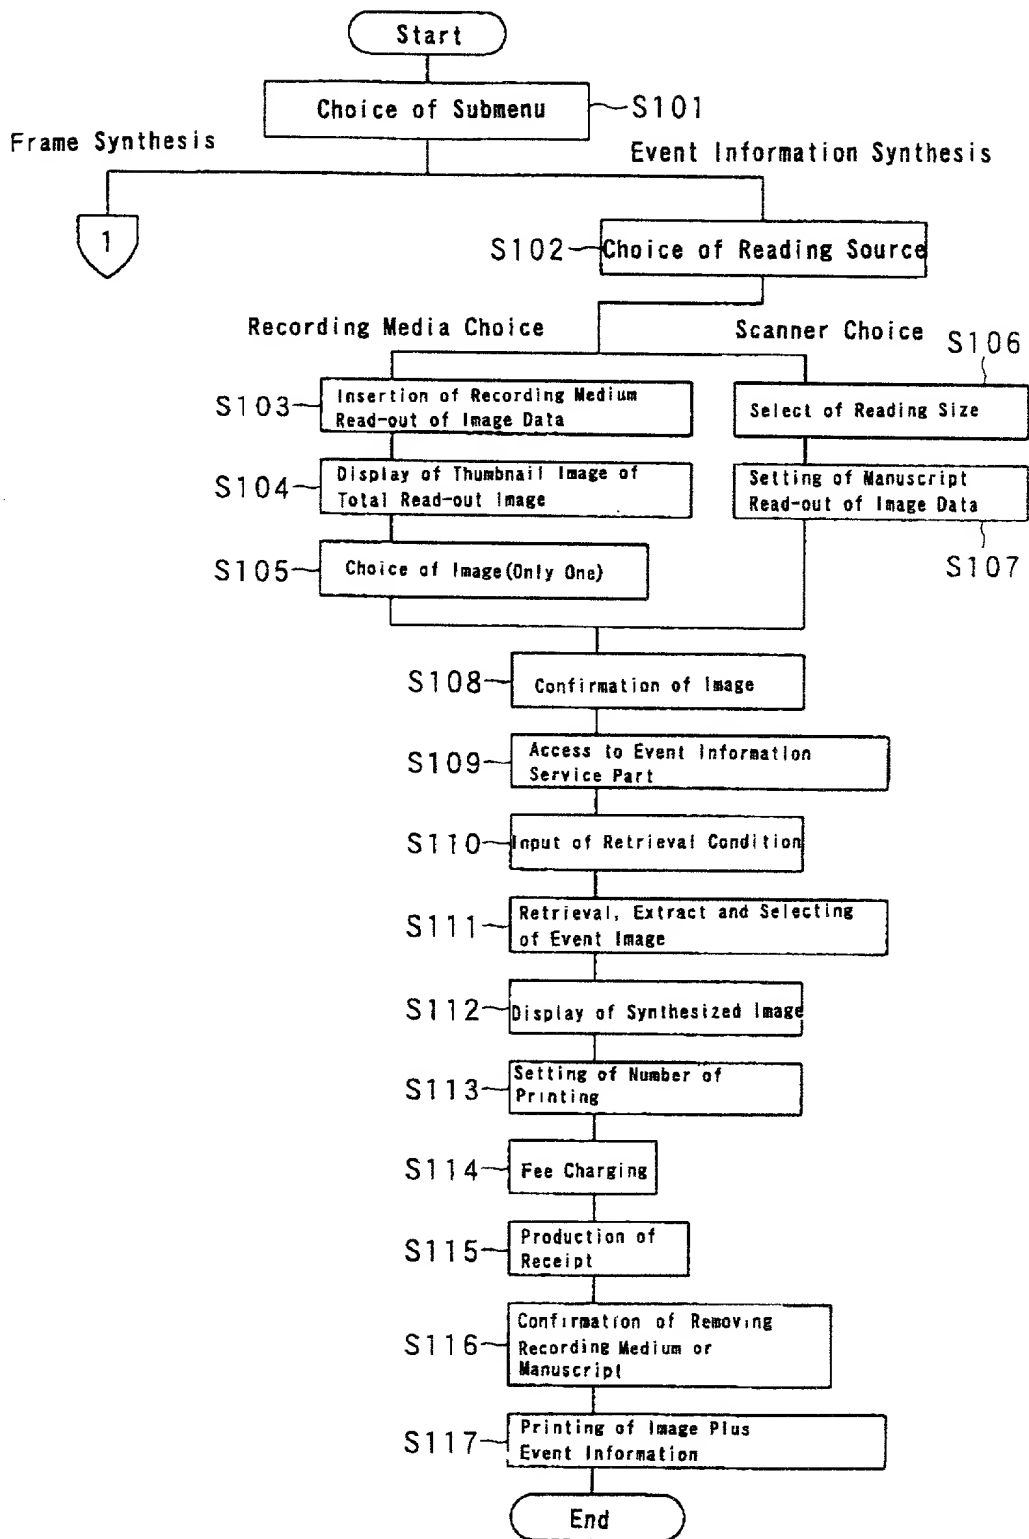 Start
Choice of Submenu
S101
Frame Synthesis
Event Information Synthesis
1
S102
Choice of Reading Source
Recording Media Choice
Scanner Choice
S106
S103
Insertion of Recording Medium
Read-out of Image Data
Select of Reading Size
S104
Display of Thumbnail Image of
Total Read-out Image
Setting of Manuscript
Read-out of Image Data
S105
Choice of Image(Only One)
S107
S108
Confirmation of Image
S109
Access to Event Information
Service Part
S110
Input of Retrieval Condition
S111
Retrieval, Extract and Selecting
of Event Image
S112
Display of Synthesized Image
S113
Setting of Number of
Printing
S114
Fee Charging
S115
Production of
Receipt
S116
Confirmation of Removing
Recording Medium or
Manuscript
S117
Printing of Image Plus
Event Information
End